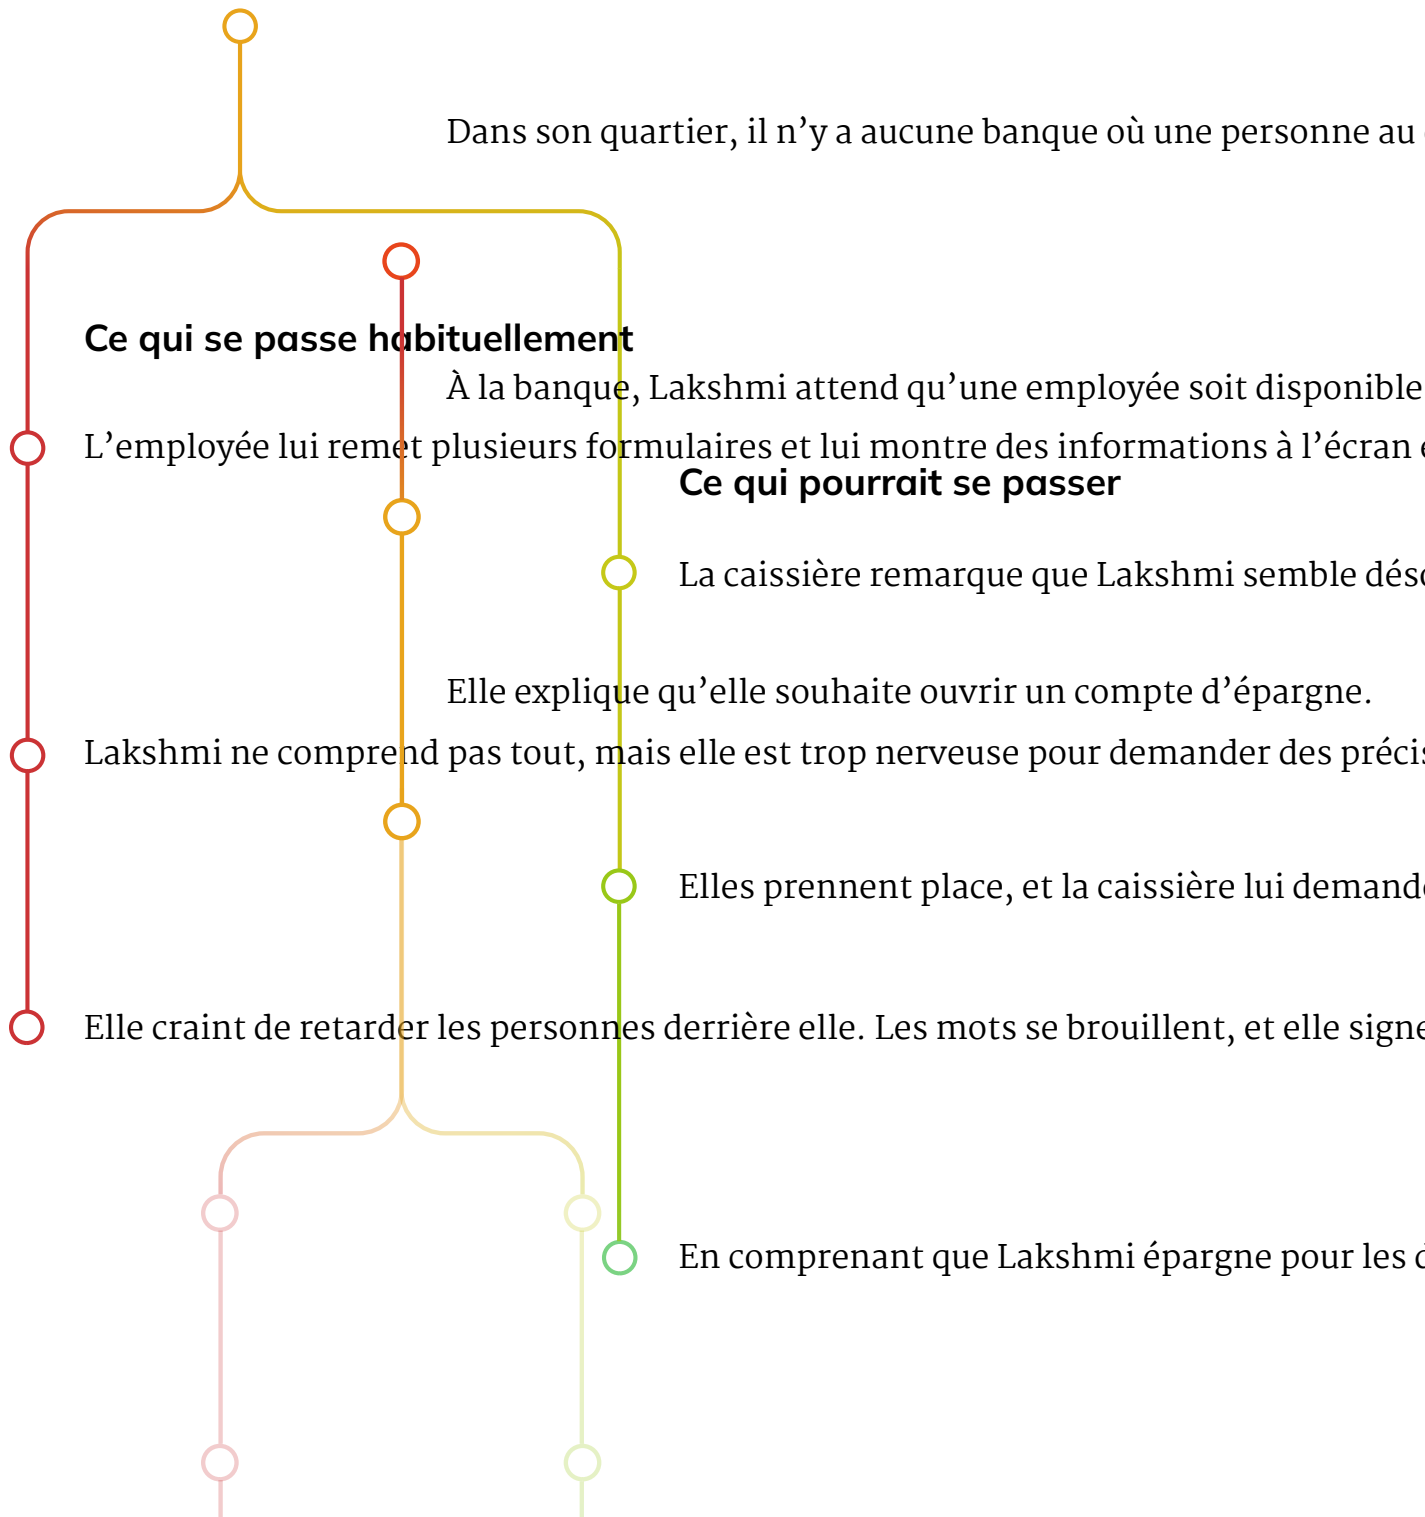 Dans son quartier, il n’y a aucune banque où une personne au
Ce qui se passe habituellement
À la banque, Lakshmi attend qu’une employée soit disponible
L’employée lui remet plusieurs formulaires et lui montre des informations à l’écran
Ce qui pourrait se passer
La caissière remarque que Lakshmi semble
Elle explique qu’elle souhaite ouvrir un compte d’épargne.
Lakshmi ne comprend pas tout, mais elle est trop nerveuse pour demander des
Elles prennent place, et la caissière lui
Elle craint de retarder les personnes derrière elle. Les mots se brouillent, et elle
En comprenant que Lakshmi épargne pour les